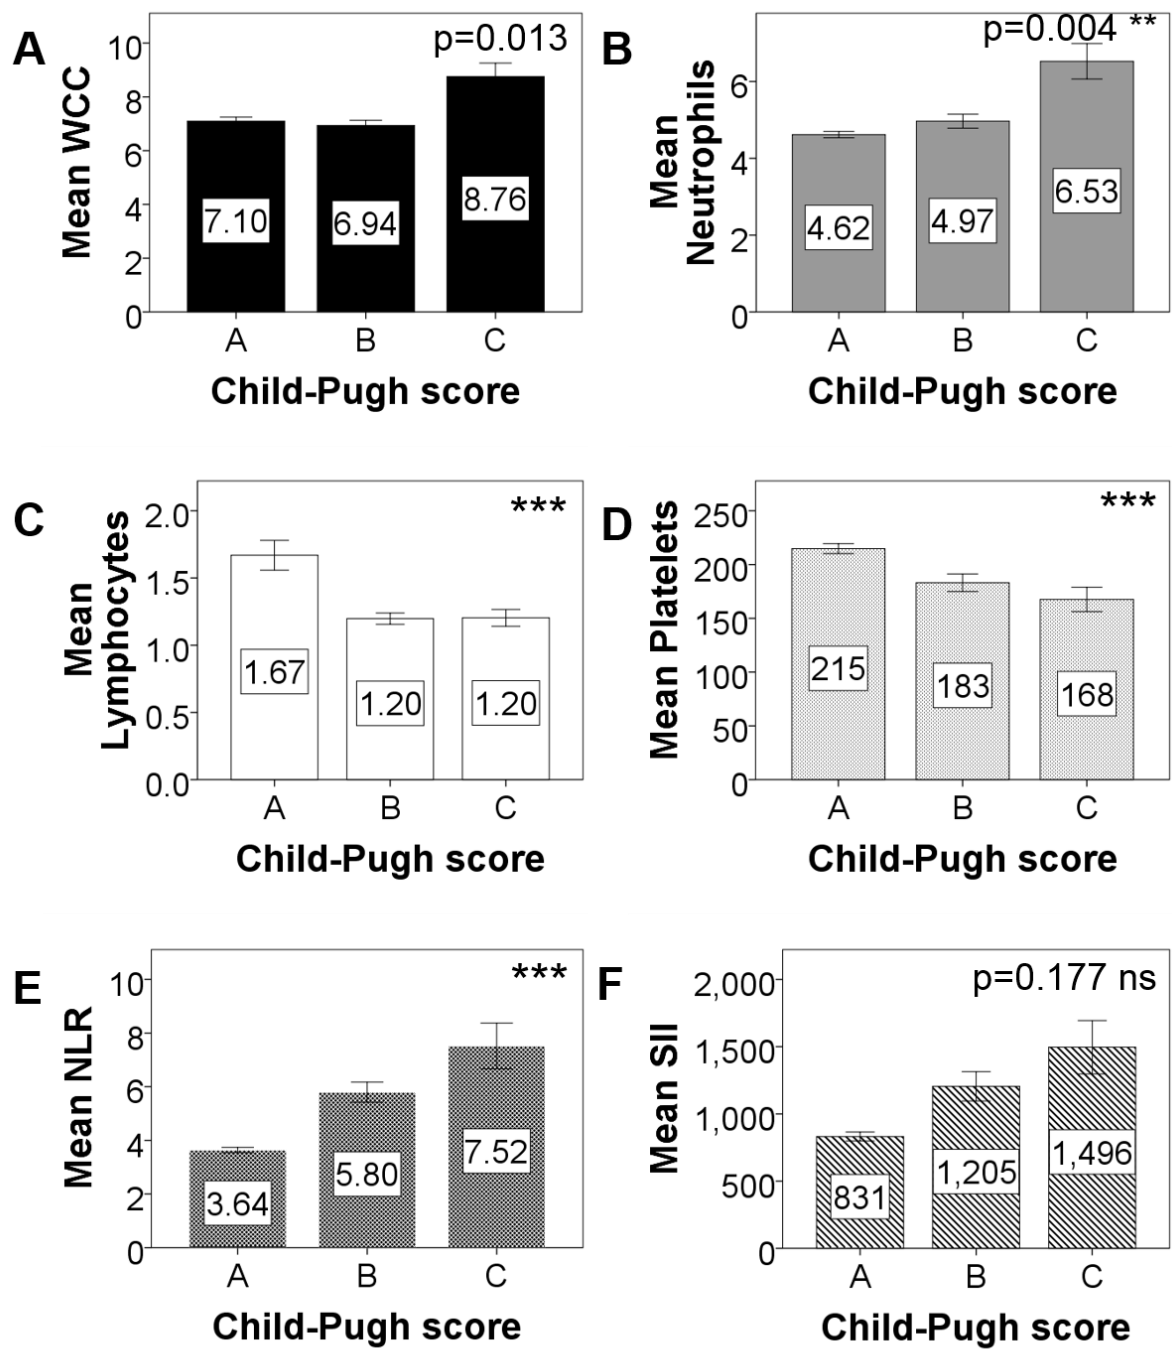 A
p=0.013
Mean WCC
10
8
6
4
2
0
7.10
6.94
8.76
A B C
Child-Pugh score
B
p=0.004 **
Mean
Neutrophils
6
4
2
0
4.62
4.97
6.53
A B C
Child-Pugh score
C
***
Mean
Lymphocytes
2.0
1.5
1.0
0.5
0.0
1.67
1.20
1.20
A B C
Child-Pugh score
D
***
Mean Platelets
250
200
150
100
50
0
215
183
168
A B C
Child-Pugh score
E
***
Mean NLR
10
8
6
4
2
0
3.64
5.80
7.52
A B C
Child-Pugh score
F
p=0.177 ns
Mean SII
2,000
1,500
1,000
500
0
831
1,205
1,496
A B C
Child-Pugh score